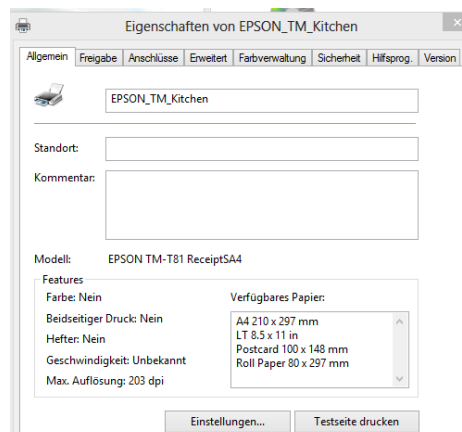 Eigenschaften von EPSON_TM_Kitchen
Allgemein Freigabe Anschlüsse Erweitert Farbverwaltung Sicherheit Hilfsprog. Version
EPSON_TM_Kitchen
Standort:
Kommentar:
Modell: EPSON TM-T81 ReceiptSA4
Features
Farbe: Nein Verfügbares Papier:
Beidseitiger Druck: Nein A4 210 x 297 mm
Hefter: Nein LT 8.5 x 11 in
Geschwindigkeit: Unbekannt Postcard 100 x 148 mm
Max. Auflösung: 203 dpi Roll Paper 80 x 297 mm
Einstellungen... Testseite drucken